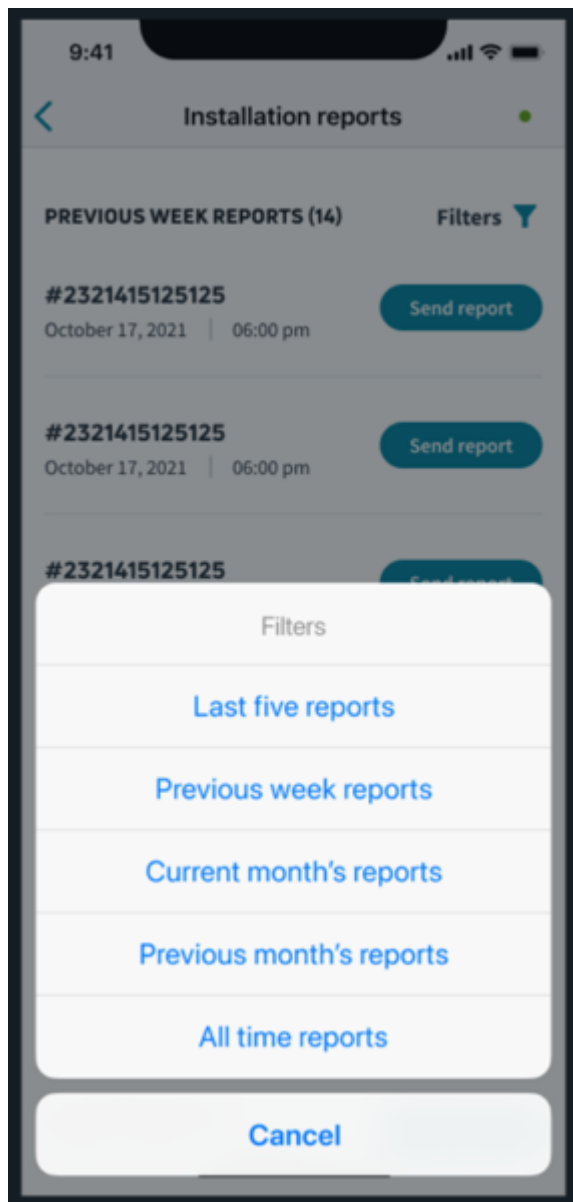 9:41
Installation reports
PREVIOUS WEEK REPORTS (14) Filters
#2321415125125
Send report
October 17, 2021 | 06:00 pm
#2321415125125
Send report
October 17, 2021 | 06:00 pm
#2321415125125
Send report
Filters
Last five reports
Previous week reports
Current month's reports
Previous month's reports
All time reports
Cancel